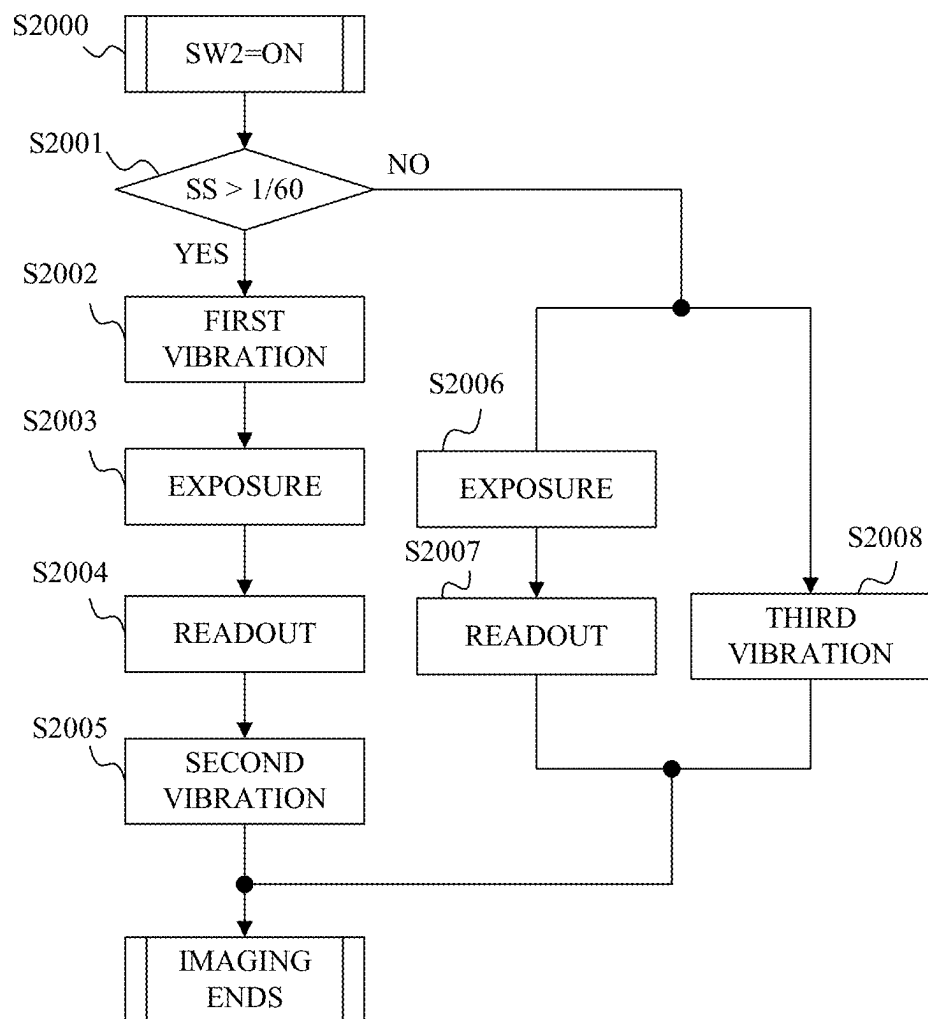 S2000
SW2=ON
S2001
NO
SS > 1/60
YES
S2002
FIRST
VIBRATION
S2003
EXPOSURE
S2004
READOUT
S2005
SECOND
VIBRATION
S2006
EXPOSURE
S2007
READOUT
S2008
THIRD
VIBRATION
IMAGING
ENDS